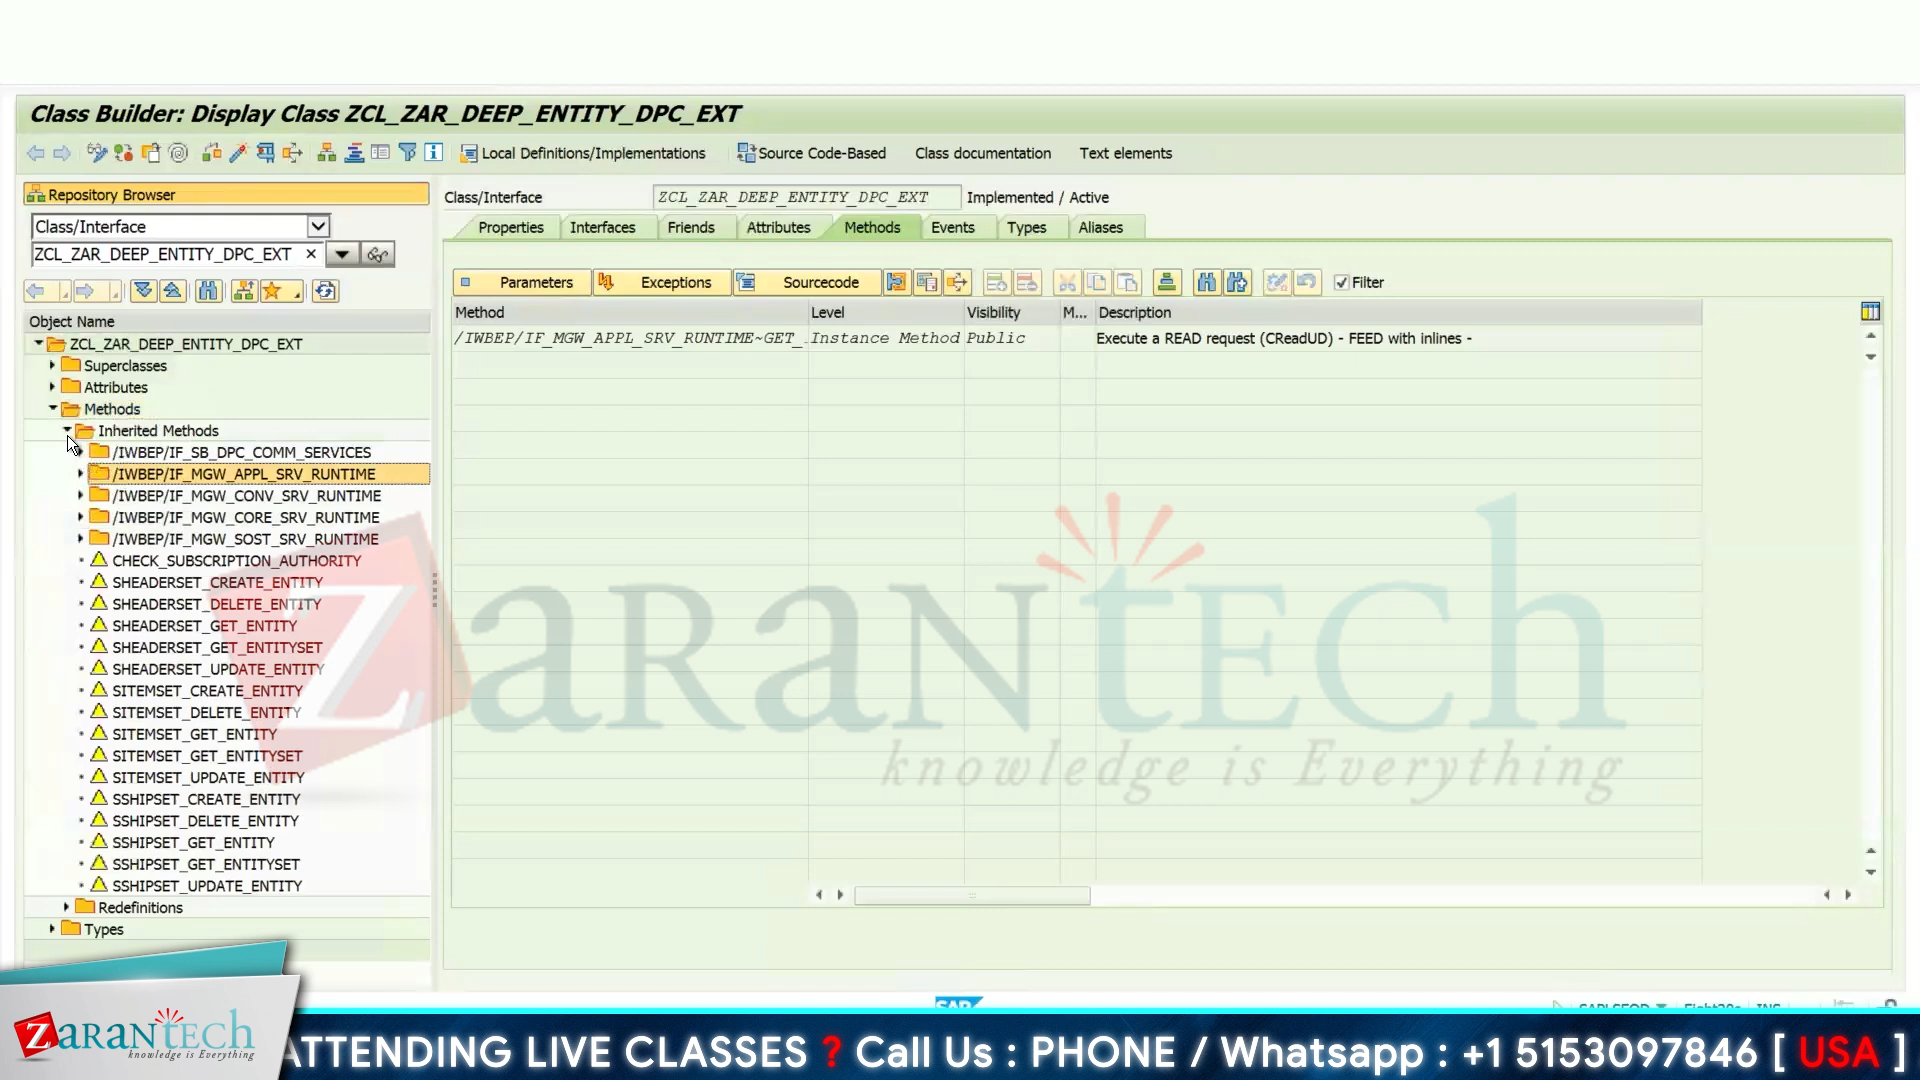 Class Builder: Display Class ZCL_ZAR_DEEP_ENTITY_DPC_EXT
Local Definitions/Implementations Source Code-Based Class documentation Text elements
Repository Browser
Class/Interface
ZCL_ZAR_DEEP_ENTITY_DPC_EXT
Object Name
ZCL_ZAR_DEEP_ENTITY_DPC_EXT
Superclasses
Attributes
Methods
Inherited Methods
/IWBEP/IF_SB_DPC_COMM_SERVICES
/IWBEP/IF_MGW_APPL_SRV_RUNTIME
/IWBEP/IF_MGW_CONV_SRV_RUNTIME
/IWBEP/IF_MGW_CORE_SRV_RUNTIME
/IWBEP/IF_MGW_SOST_SRV_RUNTIME
CHECK_SUBSCRIPTION_AUTHORITY
SHEADERSET_CREATE_ENTITY
SHEADERSET_DELETE_ENTITY
SHEADERSET_GET_ENTITY
SHEADERSET_GET_ENTITYSET
SHEADERSET_UPDATE_ENTITY
SITEMSET_CREATE_ENTITY
SITEMSET_DELETE_ENTITY
SITEMSET_GET_ENTITY
SITEMSET_GET_ENTITYSET
SITEMSET_UPDATE_ENTITY
SSHIPSET_CREATE_ENTITY
SSHIPSET_DELETE_ENTITY
SSHIPSET_GET_ENTITY
SSHIPSET_GET_ENTITYSET
SSHIPSET_UPDATE_ENTITY
Redefinitions
Types
Class/Interface ZCL_ZAR_DEEP_ENTITY_DPC_EXT Implemented / Active
Properties Interfaces Friends Attributes Methods Events Types Aliases
Parameters Exceptions Sourcecode Filter
Method Level Visibility M... Description
/IWBEP/IF_MGW_APPL_SRV_RUNTIME~GET_ Instance Method Public Execute a READ request (CReadUD) - FEED with inlines -
ZARANTECH
knowledge is Everything
SAP
ZARANTECH
knowledge is Everything
ATTENDING LIVE CLASSES ? Call Us : PHONE / Whatsapp : +1 5153097846 [ USA ]